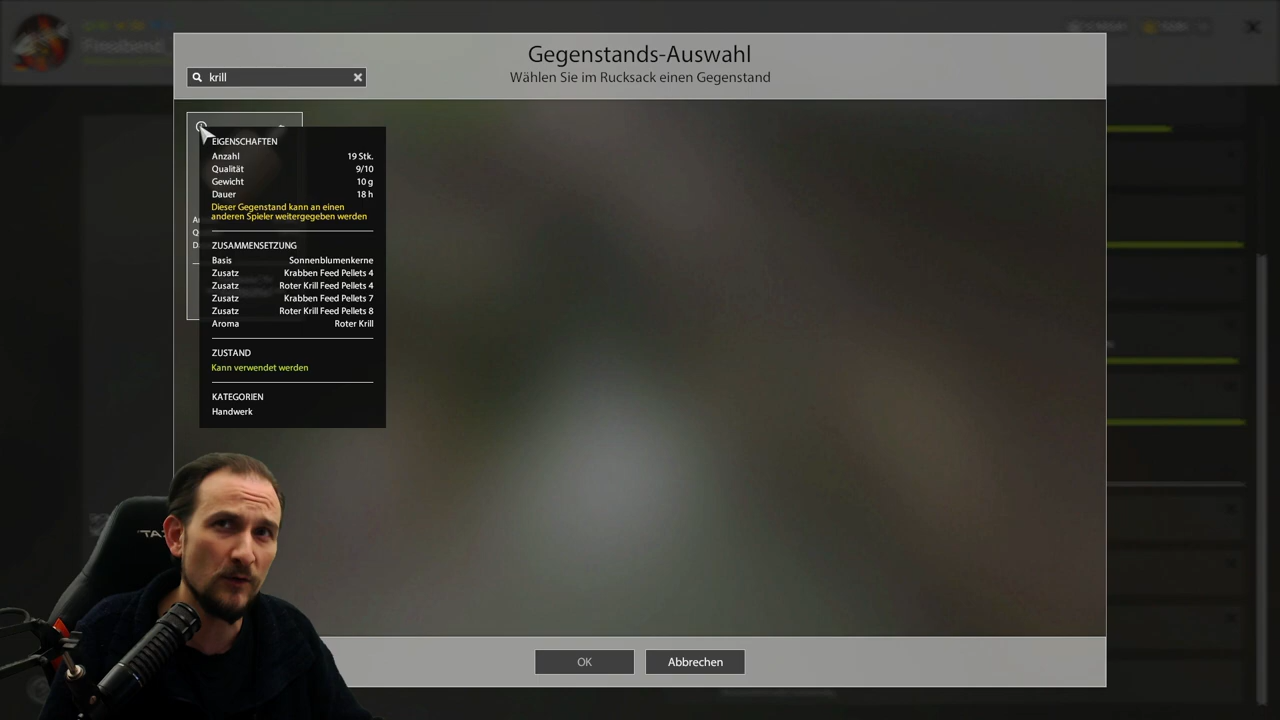 Gegenstands-Auswahl
Wählen Sie im Rucksack einen Gegenstand
krill
EIGENSCHAFTEN
Anzahl 19 Stk.
Qualität 9/10
Gewicht 10 g
Dauer 18 h
Dieser Gegenstand kann an einen
anderen Spieler weitergegeben werden
ZUSAMMENSETZUNG
Basis Sonnenblumenkerne
Zusatz Krabben Feed Pellets 4
Zusatz Roter Krill Feed Pellets 4
Zusatz Krabben Feed Pellets 7
Zusatz Roter Krill Feed Pellets 8
Aroma Roter Krill
ZUSTAND
Kann verwendet werden
KATEGORIEN
Handwerk
OK
Abbrechen